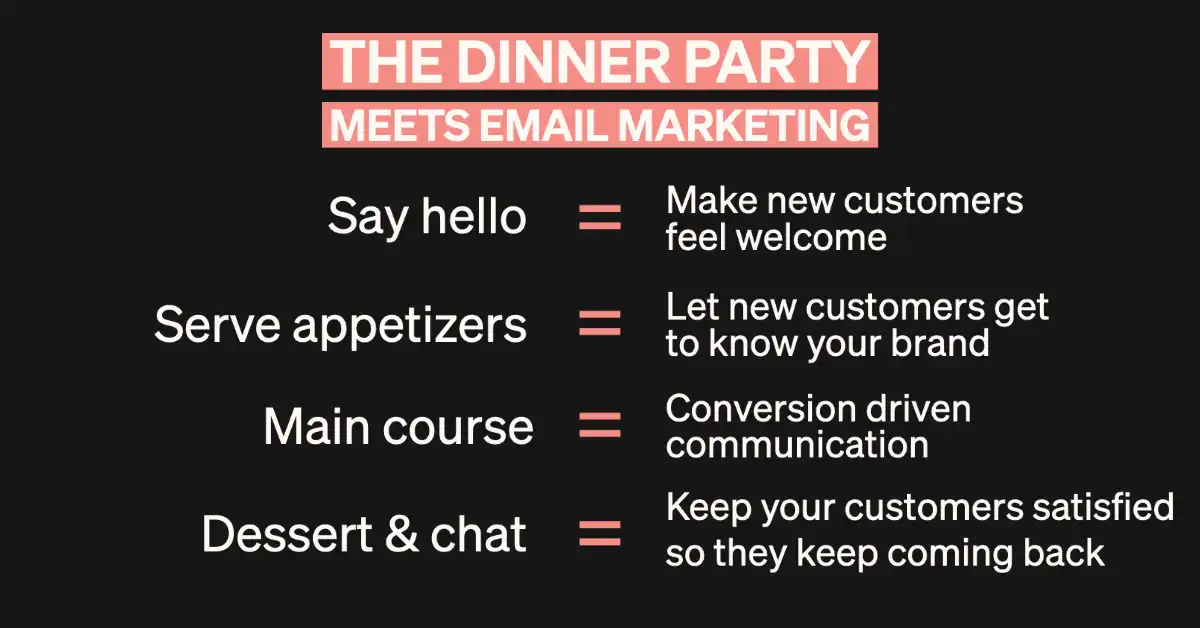 THE DINNER PARTY
MEETS EMAIL MARKETING
Say hello = Make new customers
feel welcome
Serve appetizers = Let new customers get
to know your brand
Main course = Conversion driven
communication
Dessert & chat = Keep your customers satisfied
so they keep coming back